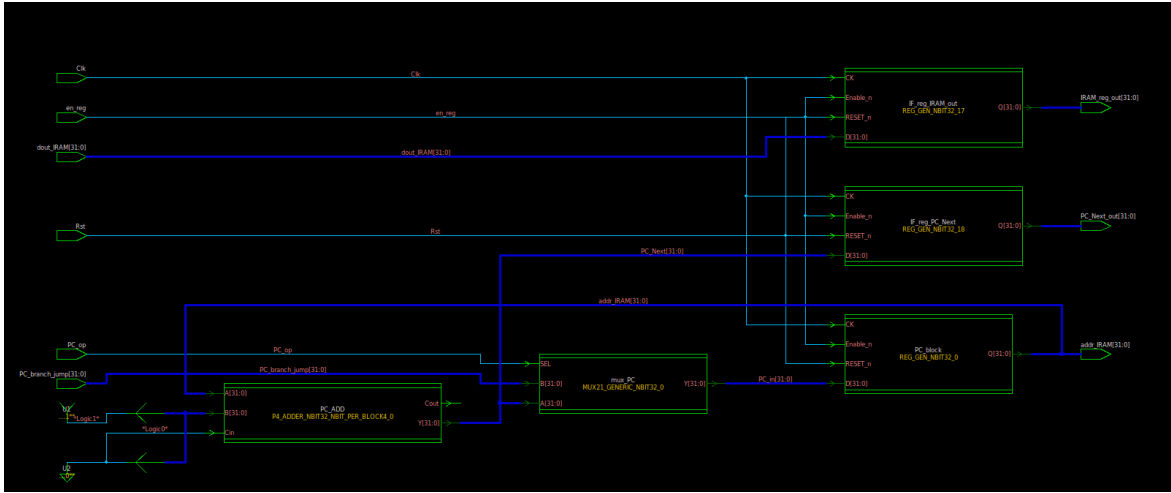 Clk
Clk
CK
Enable_n
IF_reg_IRAM_out
REG_GEN_NBIT32_17
Q[31:0]
IRAM_reg_out[31:0]
en_reg
en_reg
RESET_n
D[31:0]
dout_IRAM[31:0]
dout_IRAM[31:0]
CK
Enable_n
IF_reg_PC_Next
REG_GEN_NBIT32_18
Q[31:0]
PC_Next_out[31:0]
Rst
Rst
RESET_n
PC_Next[31:0]
D[31:0]
addr_IRAM[31:0]
CK
Enable_n
PC_block
REG_GEN_NBIT32_0
Q[31:0]
addr_IRAM[31:0]
RESET_n
D[31:0]
PC_op
PC_op
SEL
PC_branch_jump[31:0]
PC_branch_jump[31:0]
B[31:0]
mux_PC
MUX21_GENERIC_NBIT32_0
Y[31:0]
PC_in[31:0]
A[31:0]
A[31:0]
PC_ADD
P4_ADDER_NBIT32_NBIT_PER_BLOCK4_0
Cout
B[31:0]
Y[31:0]
Cin
U1
*Logic1*
*Logic0*
U2